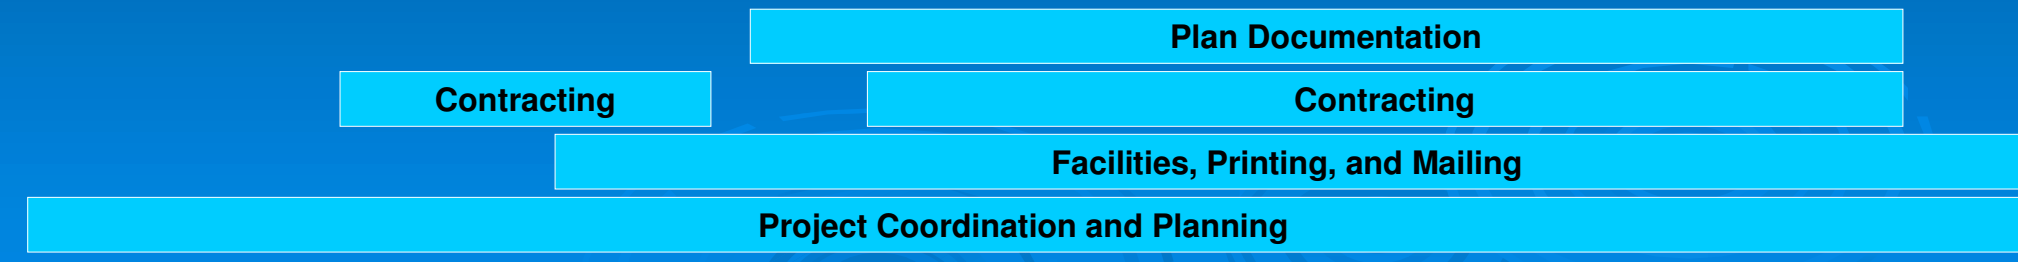 Plan Documentation
Contracting
Contracting
Facilities, Printing, and Mailing
Project Coordination and Planning